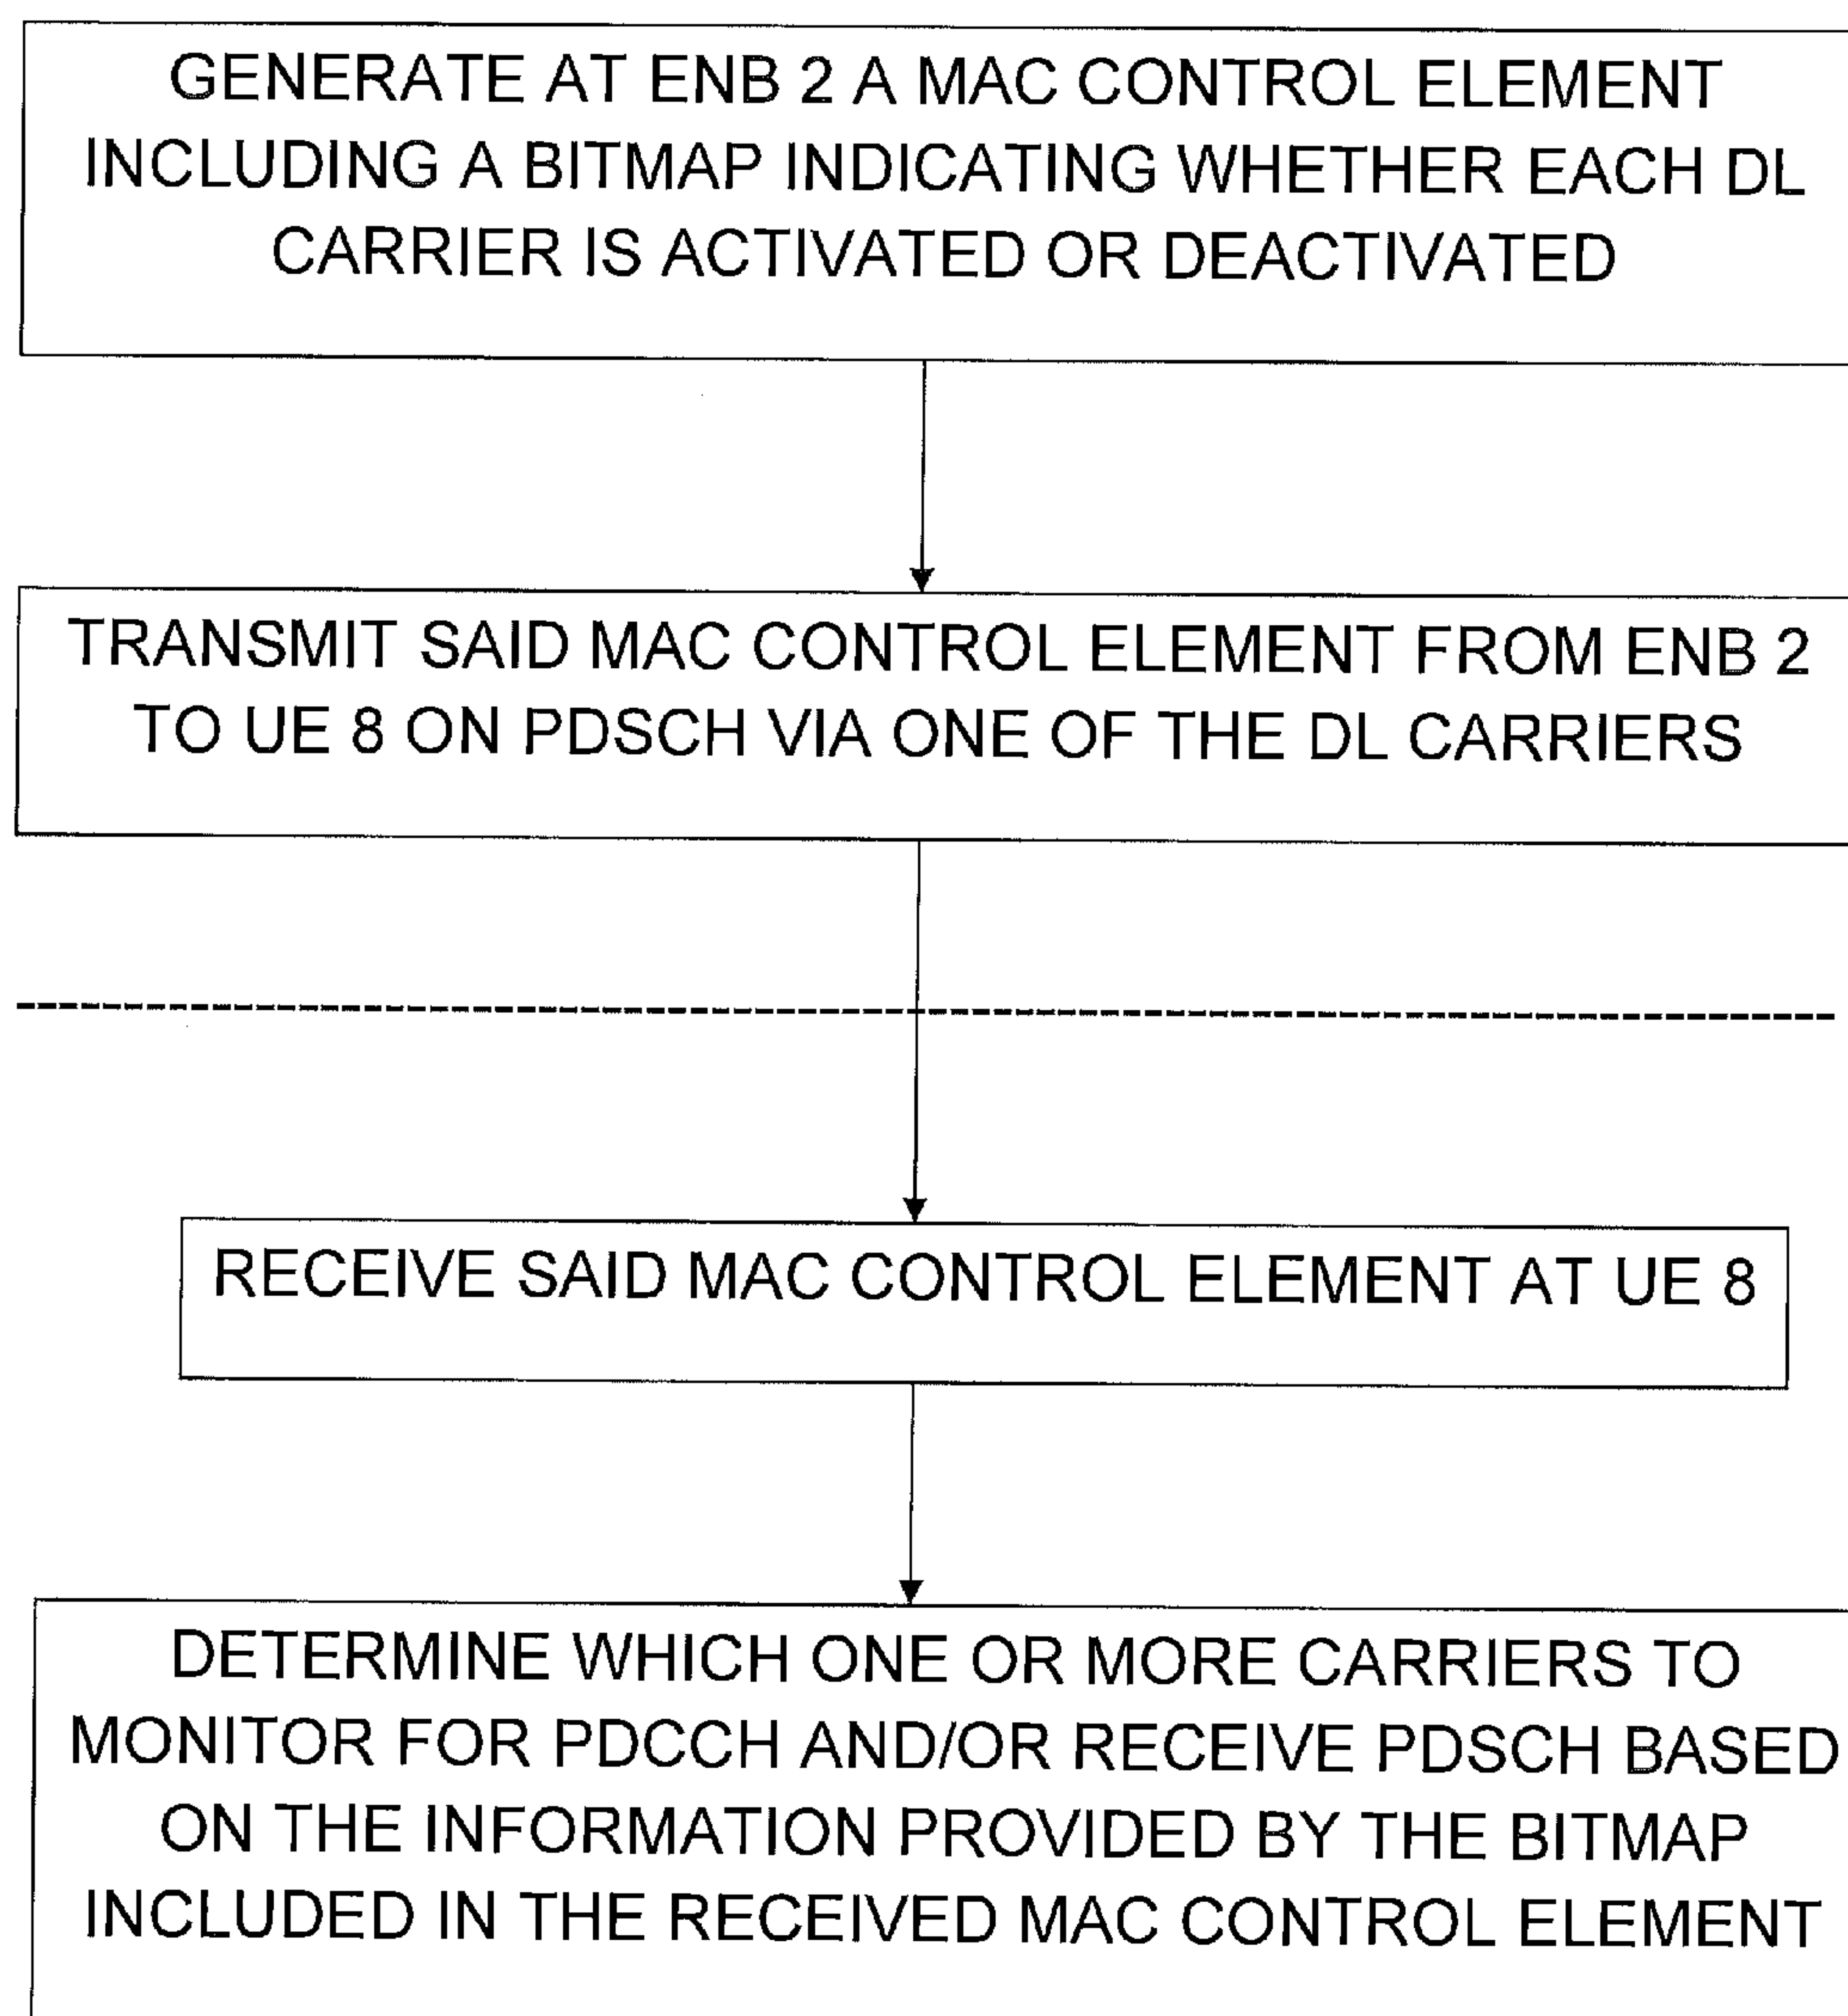 GENERATE AT ENB 2 A MAC CONTROL ELEMENT
INCLUDING A BITMAP INDICATING WHETHER EACH DL
CARRIER IS ACTIVATED OR DEACTIVATED
TRANSMIT SAID MAC CONTROL ELEMENT FROM ENB 2
TO UE 8 ON PDSCH VIA ONE OF THE DL CARRIERS
RECEIVE SAID MAC CONTROL ELEMENT AT UE 8
DETERMINE WHICH ONE OR MORE CARRIERS TO
MONITOR FOR PDCCH AND/OR RECEIVE PDSCH BASED
ON THE INFORMATION PROVIDED BY THE BITMAP
INCLUDED IN THE RECEIVED MAC CONTROL ELEMENT